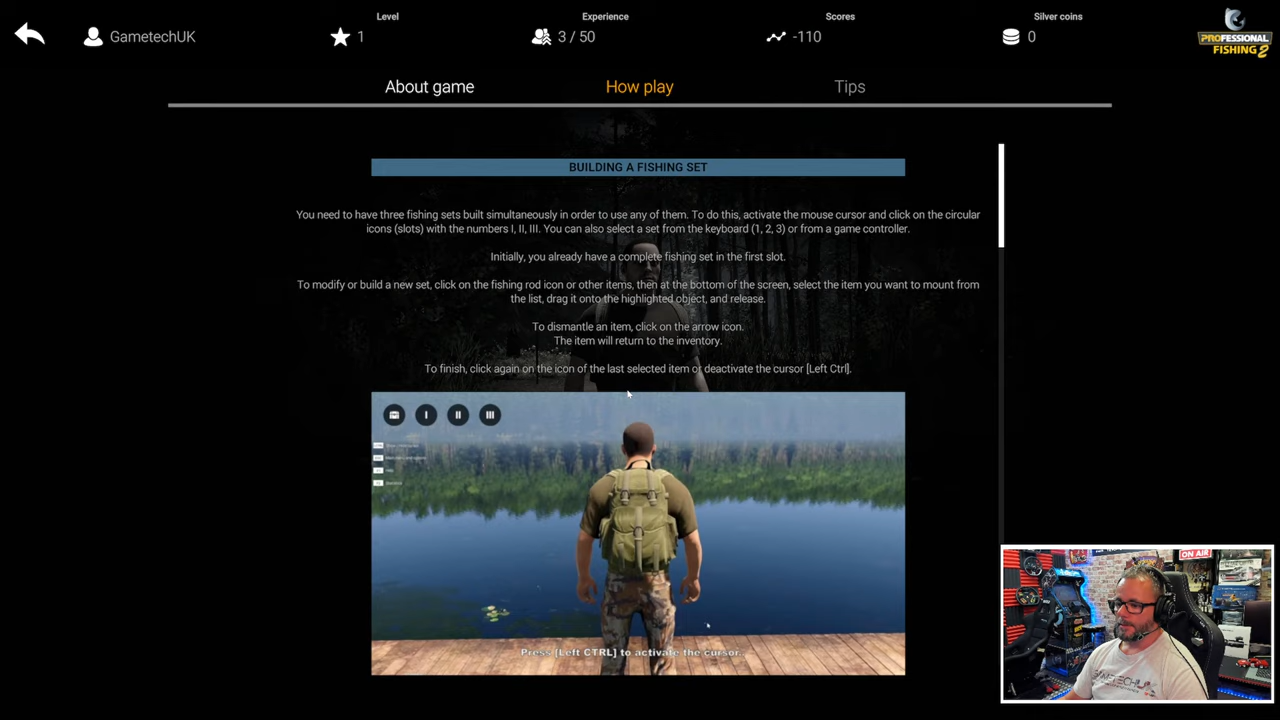 Level
Experience
Scores
Silver coins
GametechUK
1
3 / 50
-110
0
PROFESSIONAL
FISHING 2
About game
How play
Tips
BUILDING A FISHING SET
You need to have three fishing sets built simultaneously in order to use any of them. To do this, activate the mouse cursor and click on the circular
icons (slots) with the numbers I, II, III. You can also select a set from the keyboard (1, 2, 3) or from a game controller.
Initially, you already have a complete fishing set in the first slot.
To modify or build a new set, click on the fishing rod icon or other items, then at the bottom of the screen, select the item you want to mount from
the list, drag it onto the highlighted object, and release.
To dismantle an item, click on the arrow icon.
The item will return to the inventory.
To finish, click again on the icon of the last selected item or deactivate the cursor [Left Ctrl].
I
II
III
Press [Left CTRL] to activate the cursor..
ON AIR
GAMETECHUK